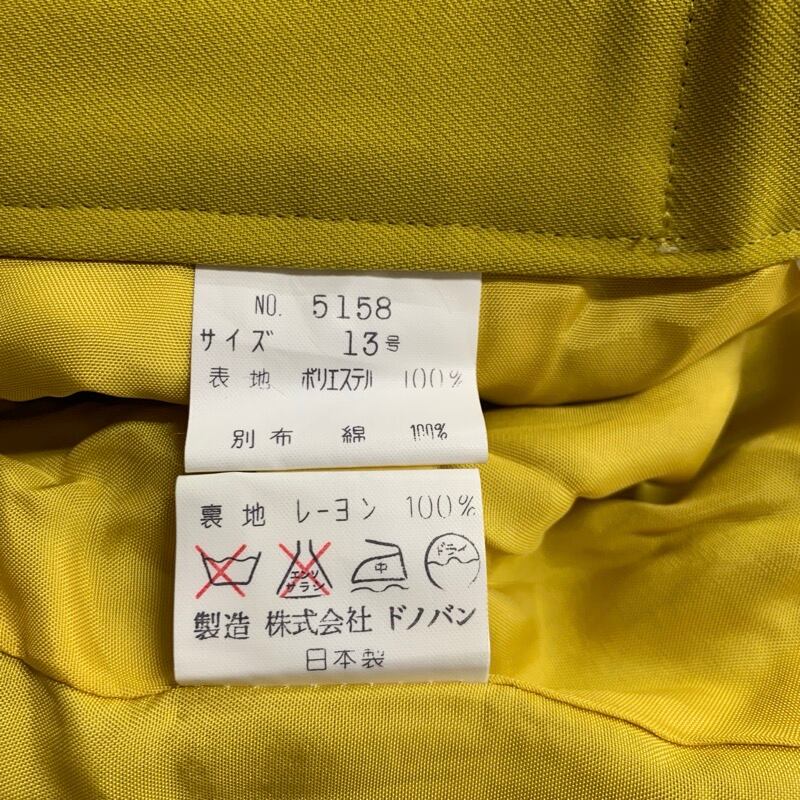 NO. 5158
サイズ 13号
表地 ポリエステル 100%
別布 綿 100%
裏地 レーヨン 100%
エンソサラシ 中 ドライ
製造 株式会社 ドノバン
日本製